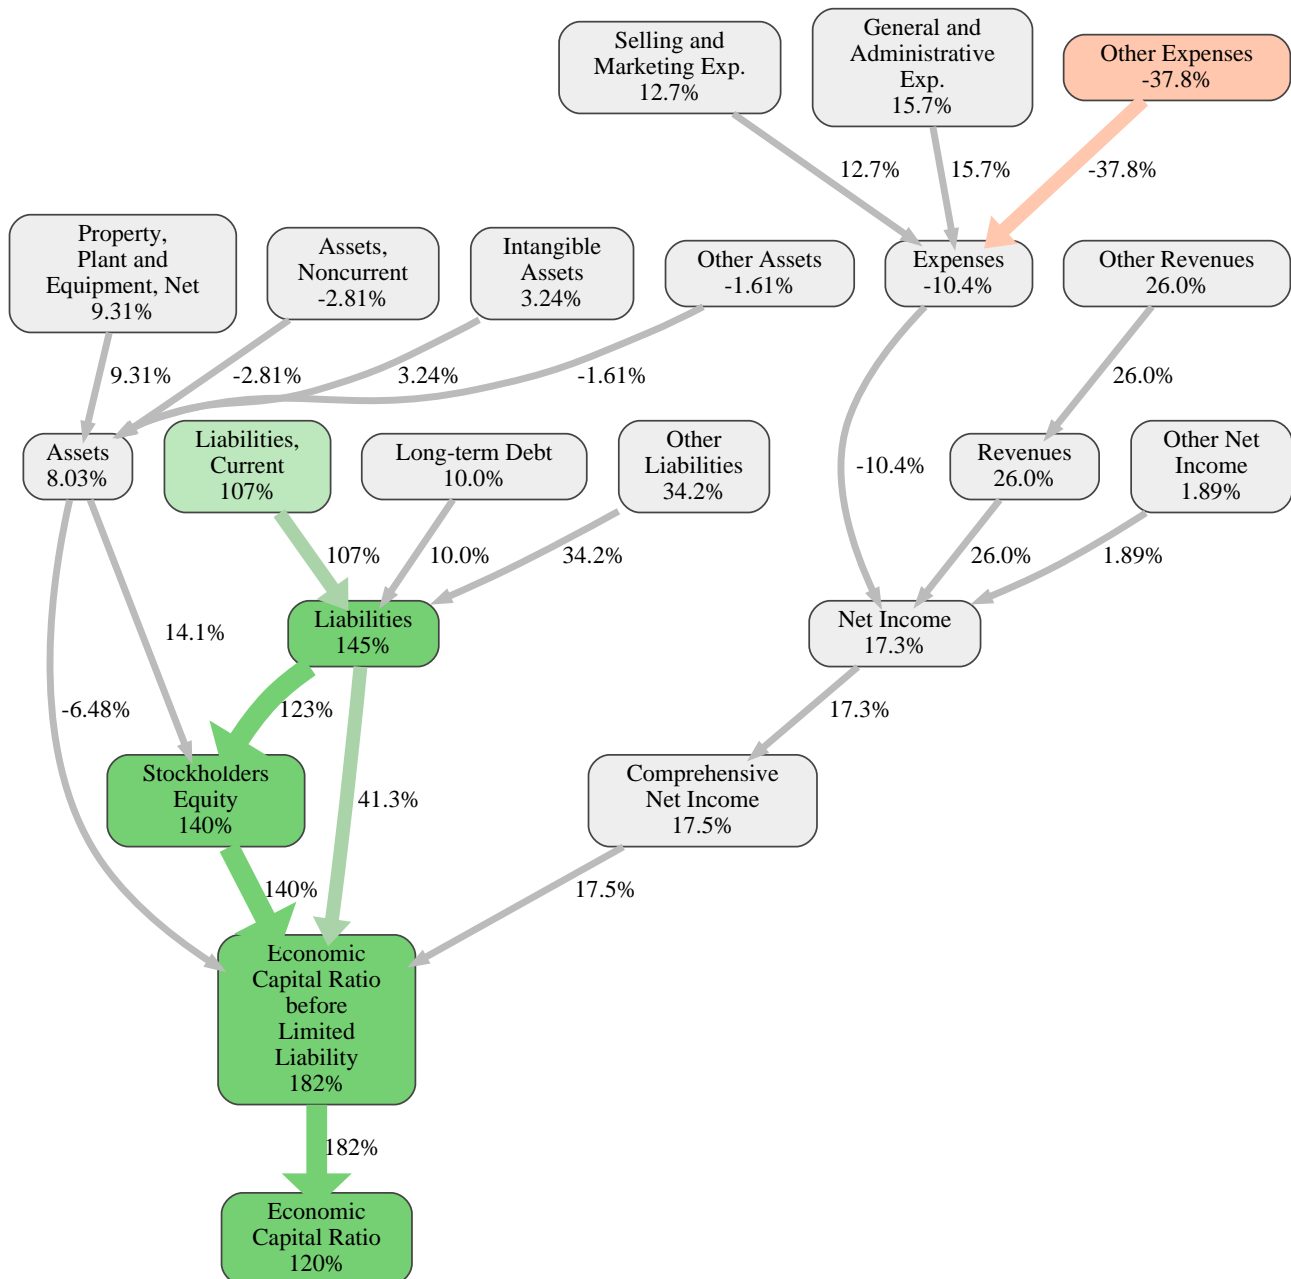 Selling and
Marketing Exp.
12.7%
General and
Administrative
Exp.
15.7%
Other Expenses
-37.8%
12.7%
15.7%
-37.8%
Property,
Plant and
Equipment, Net
9.31%
Assets,
Noncurrent
-2.81%
Intangible
Assets
3.24%
Other Assets
-1.61%
Expenses
-10.4%
Other Revenues
26.0%
9.31%
-2.81%
3.24%
-1.61%
26.0%
Assets
8.03%
Liabilities,
Current
107%
Long-term Debt
10.0%
Other
Liabilities
34.2%
-10.4%
Revenues
26.0%
Other Net
Income
1.89%
107%
10.0%
34.2%
26.0%
1.89%
14.1%
Liabilities
145%
Net Income
17.3%
-6.48%
123%
17.3%
Stockholders
Equity
140%
41.3%
Comprehensive
Net Income
17.5%
140%
17.5%
Economic
Capital Ratio
before
Limited
Liability
182%
182%
Economic
Capital Ratio
120%